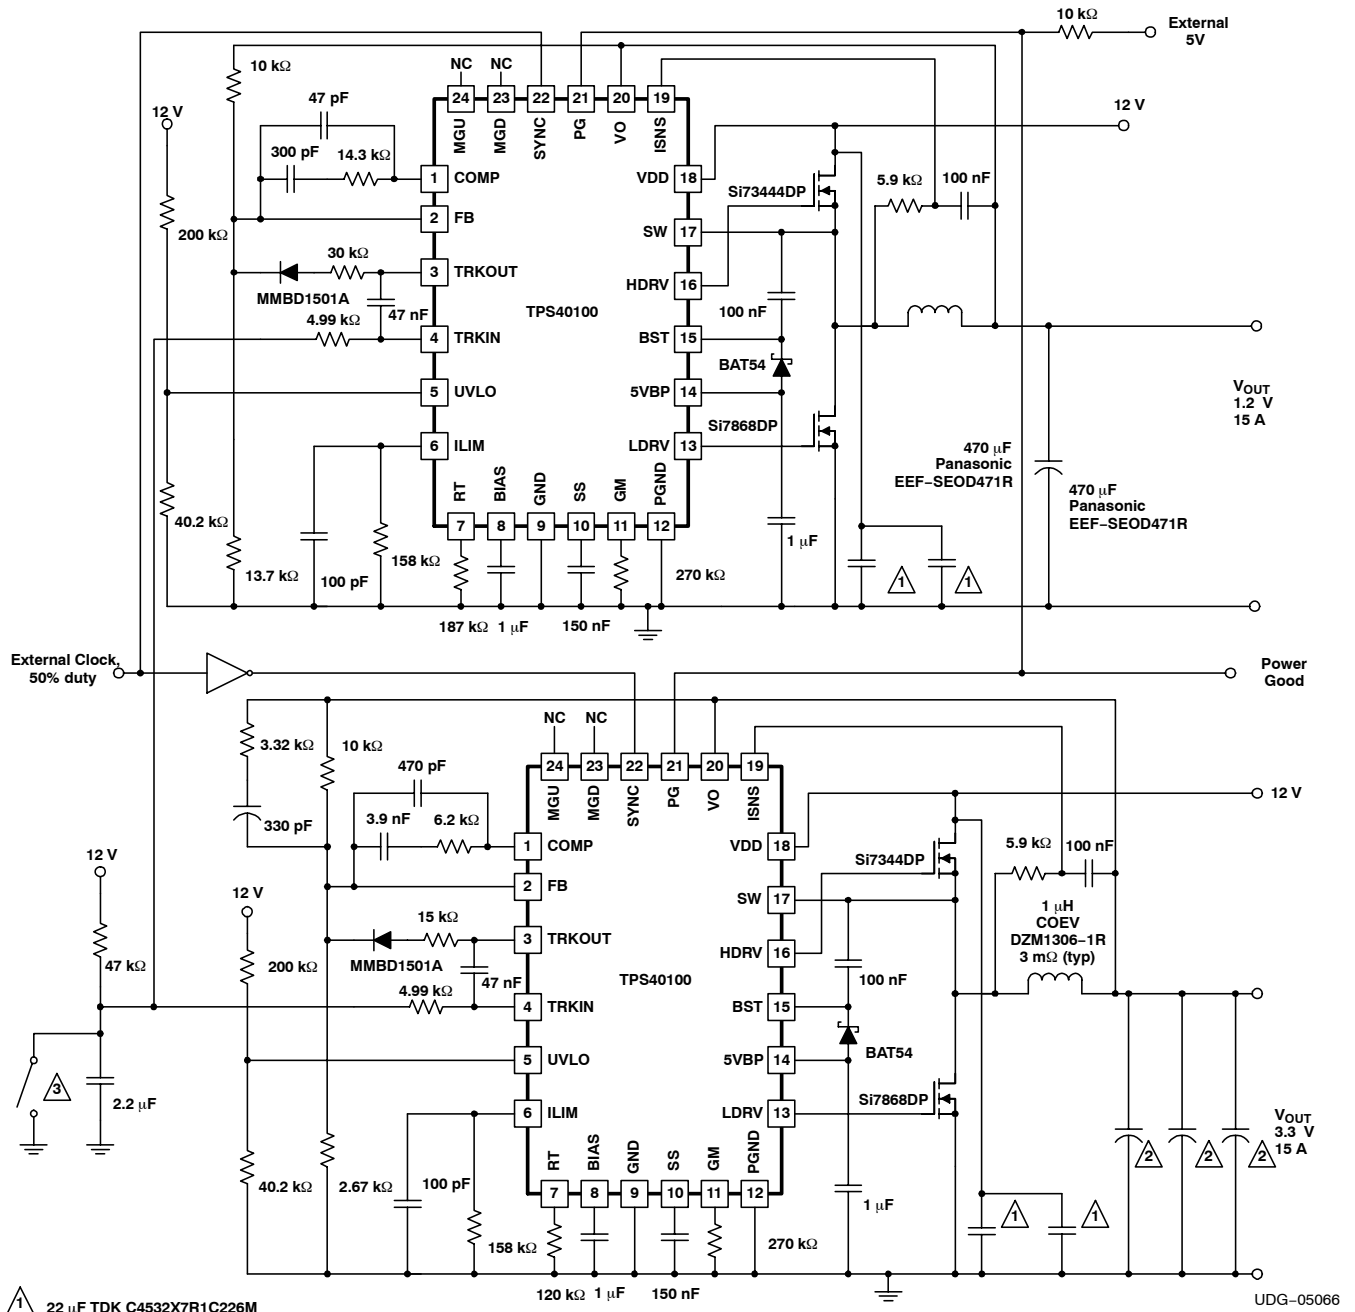 10 kΩ
External
5V
10 kΩ
NC
NC
47 pF
24
23
22
21
20
19
12 V
12 V
MGU
MGD
SYNC
PG
VO
ISNS
300 pF
14.3 kΩ
1
COMP
VDD
18
Si73444DP
5.9 kΩ
100 nF
2
FB
200 kΩ
SW
17
30 kΩ
3
TRKOUT
HDRV
16
MMBD1501A
47 nF
TPS40100
100 nF
4.99 kΩ
4
TRKIN
BST
15
BAT54
5
UVLO
5VBP
14
VOUT
1.2 V
15 A
Si7868DP
6
ILIM
LDRV
13
470 μF
Panasonic
EEF−SEOD471R
470 μF
Panasonic
EEF−SEOD471R
RT
BIAS
GND
SS
GM
PGND
7
8
9
10
11
12
40.2 kΩ
1 μF
13.7 kΩ
100 pF
158 kΩ
270 kΩ
1
1
187 kΩ
1 μF
150 nF
External Clock,
50% duty
Power
Good
NC
NC
3.32 kΩ
10 kΩ
470 pF
24
23
22
21
20
19
12 V
MGU
MGD
SYNC
PG
VO
ISNS
330 pF
3.9 nF
6.2 kΩ
1
COMP
VDD
18
Si7344DP
5.9 kΩ
100 nF
12 V
2
FB
12 V
SW
17
1 μH
COEV
DZM1306−1R
3 mΩ (typ)
15 kΩ
3
TRKOUT
HDRV
16
47 kΩ
200 kΩ
MMBD1501A
47 nF
TPS40100
100 nF
4.99 kΩ
4
TRKIN
BST
15
5
UVLO
5VBP
14
BAT54
3
2.2 μF
6
ILIM
LDRV
13
Si7868DP
VOUT
3.3 V
15 A
2
2
2
RT
BIAS
GND
SS
GM
PGND
40.2 kΩ
2.67 kΩ
100 pF
7
8
9
10
11
12
1 μF
1
1
158 kΩ
270 kΩ
120 kΩ
1 μF
150 nF
1
22 μF TDK C4532X7R1C226M
UDG−05066